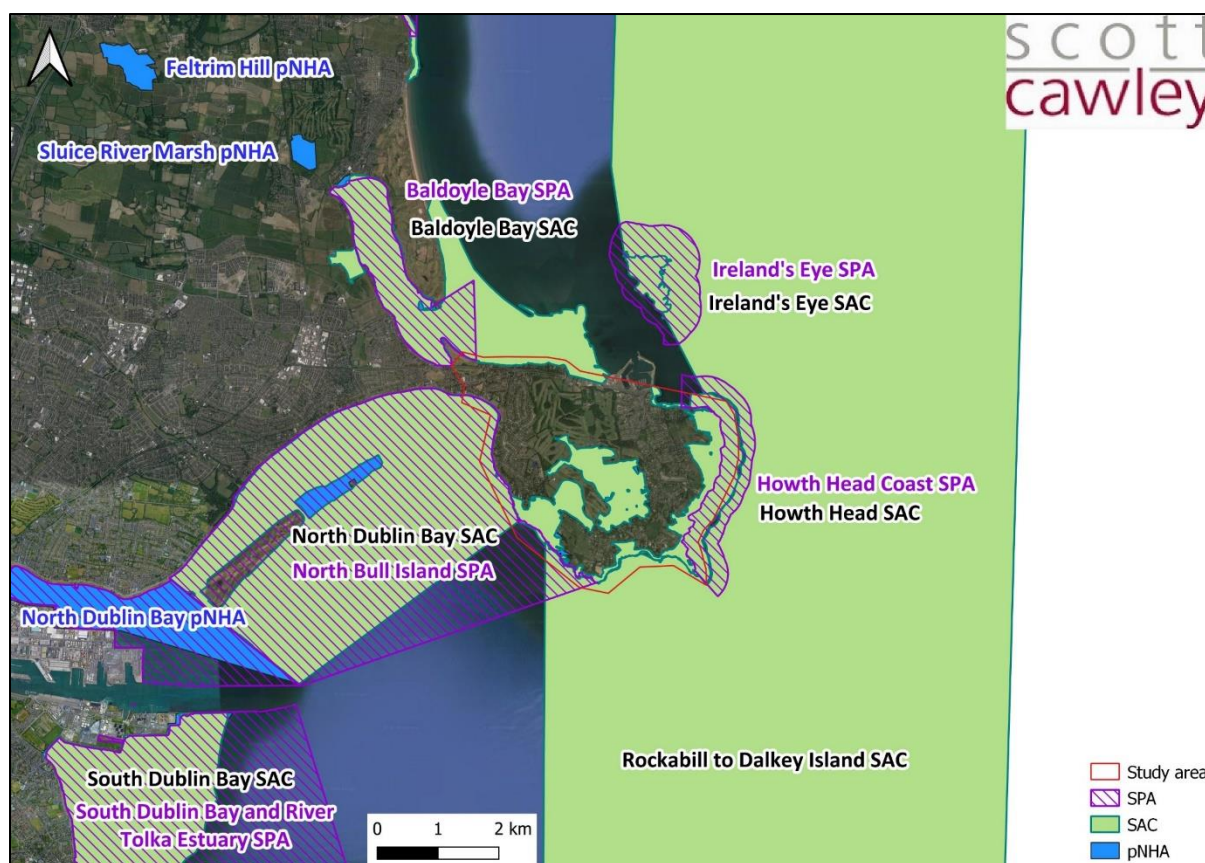 scott
cawley
Feltrim Hill pNHA
Sluice River Marsh pNHA
Baldoyle Bay SPA
Baldoyle Bay SAC
Ireland's Eye SPA
Ireland's Eye SAC
Howth Head Coast SPA
Howth Head SAC
North Dublin Bay SAC
North Bull Island SPA
North Dublin Bay pNHA
Rockabill to Dalkey Island SAC
South Dublin Bay SAC
South Dublin Bay and River
Tolka Estuary SPA
0 1 2 km
Study area
SPA
SAC
pNHA